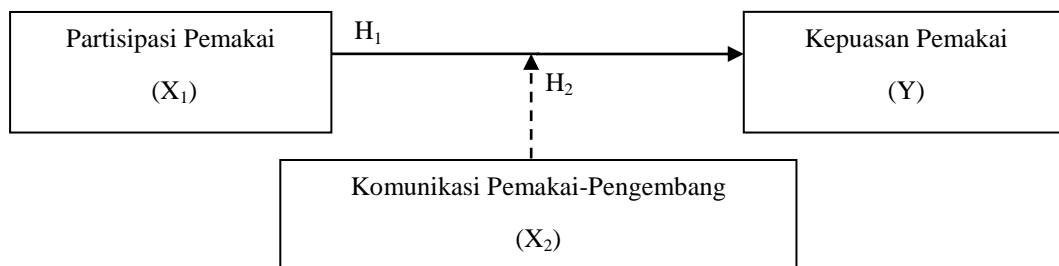 Partisipasi Pemakai
(X₁)
H₁
Kepuasan Pemakai
(Y)
H₂
Komunikasi Pemakai-Pengembang
(X₂)